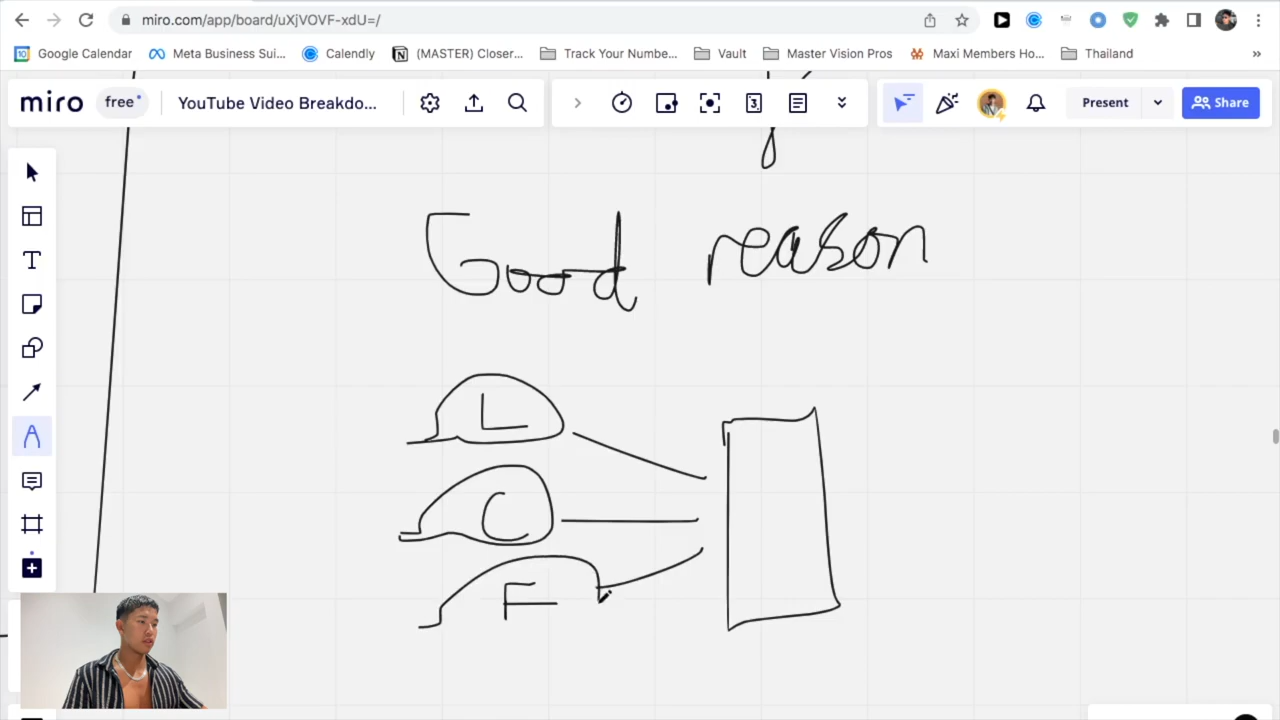 miro.com/app/board/uXjVOVF-xdU=/
Google Calendar Meta Business Sui... Calendly (MASTER) Closer... Track Your Numbe... Vault Master Vision Pros Maxi Members Ho... Thailand »
miro free YouTube Video Breakdo... Present Share
Good reason
L
C
F